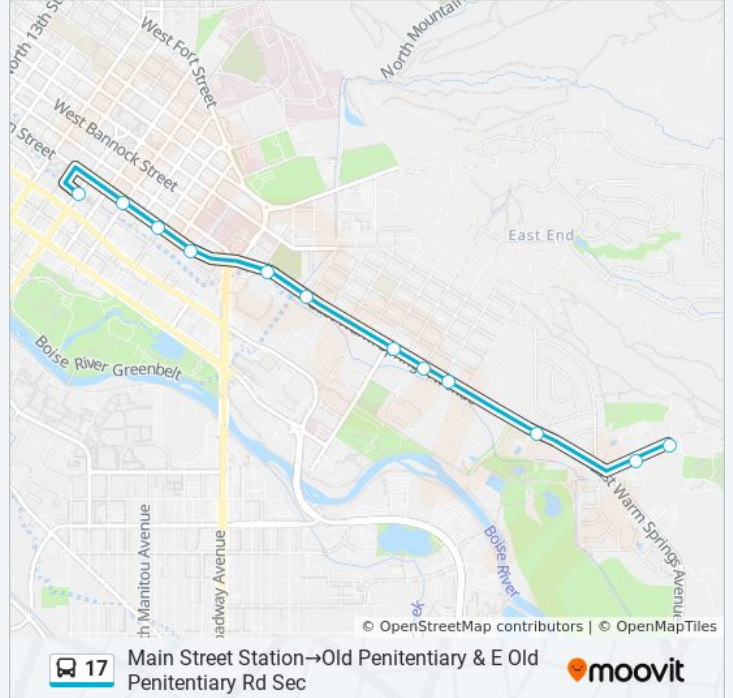 North Mountain
orth 13th S
West Fort Street
n Street
West Bannock Street
East End
Boise River Greenbelt
st Warm Springs Avenue
Boise River
h Manitou Avenue
oadway Avenue
ek
© OpenStreetMap contributors | © OpenMapTiles
17
Main Street Station→Old Penitentiary & E Old
Penitentiary Rd Sec
moovit